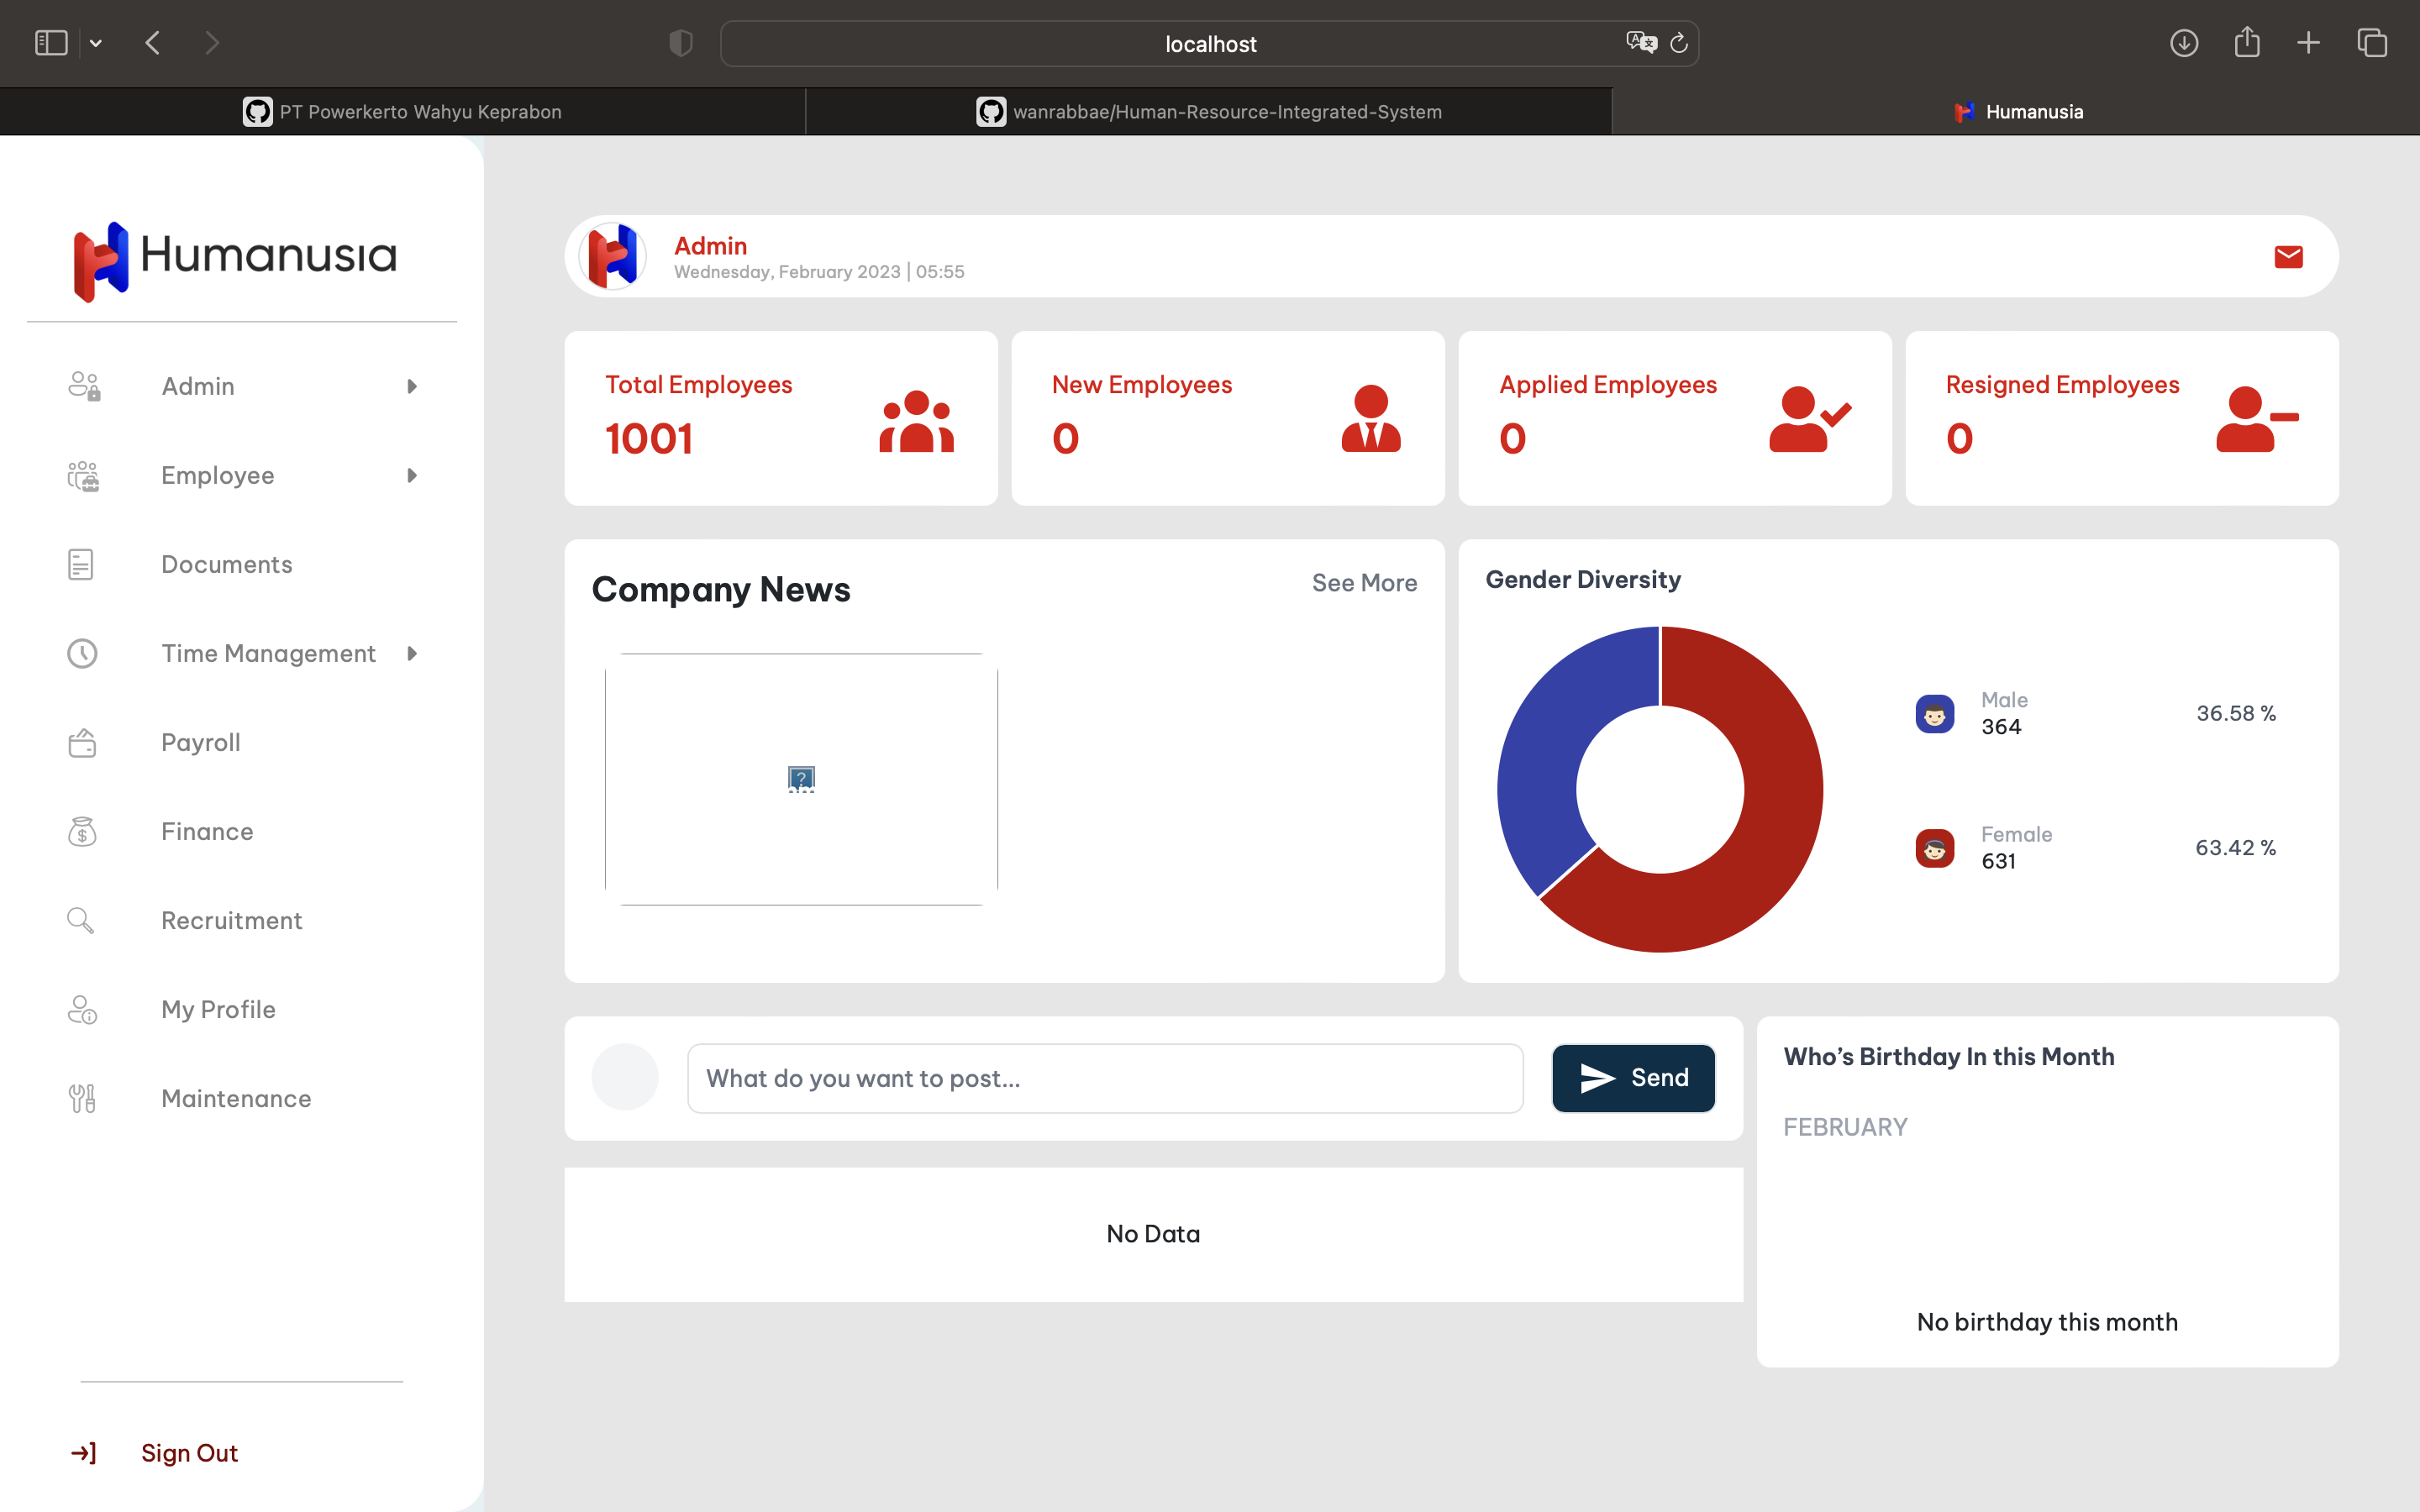 localhost
PT Powerkerto Wahyu Keprabon
wanrabbae/Human-Resource-Integrated-System
Humanusia
Humanusia
Admin
Employee
Documents
Time Management
Payroll
Finance
Recruitment
My Profile
Maintenance
Sign Out
Admin
Wednesday, February 2023 | 05:55
Total Employees
1001
New Employees
0
Applied Employees
0
Resigned Employees
0
Company News
See More
Gender Diversity
Male
364
36.58 %
Female
631
63.42 %
What do you want to post...
Send
No Data
Who’s Birthday In this Month
FEBRUARY
No birthday this month